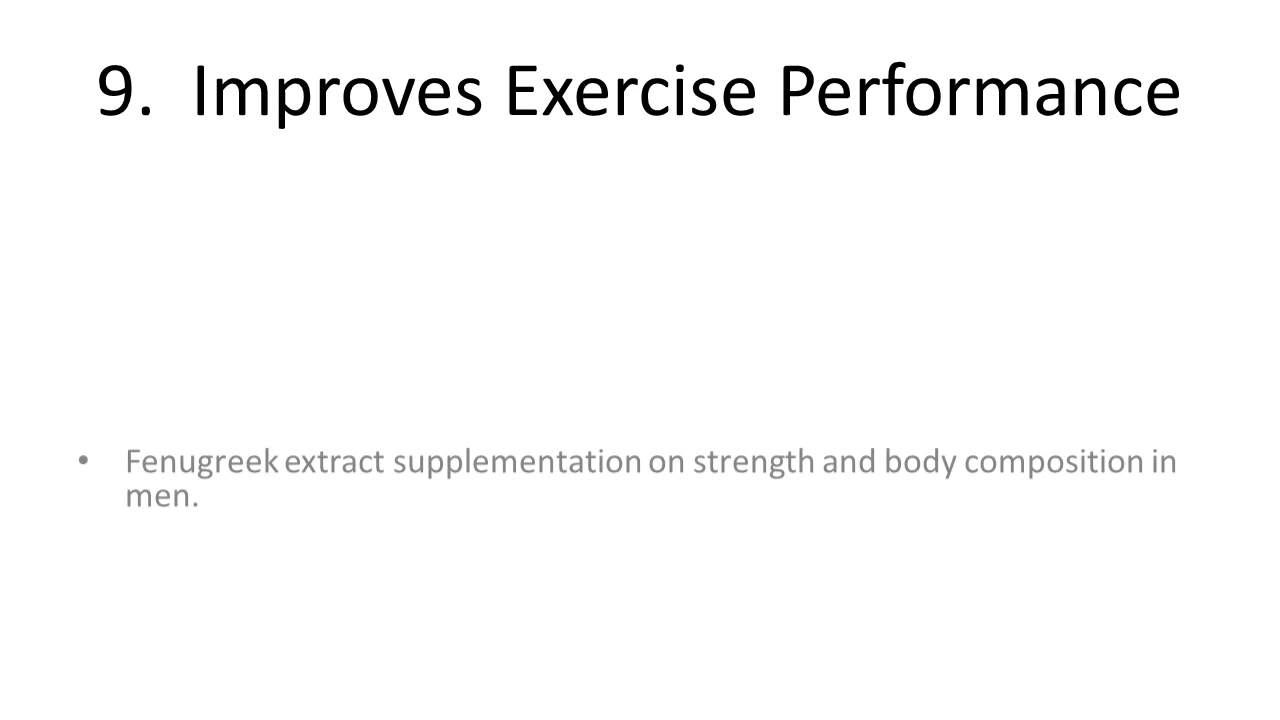 9. Improves Exercise Performance
• Fenugreek extract supplementation on strength and body composition in
men.